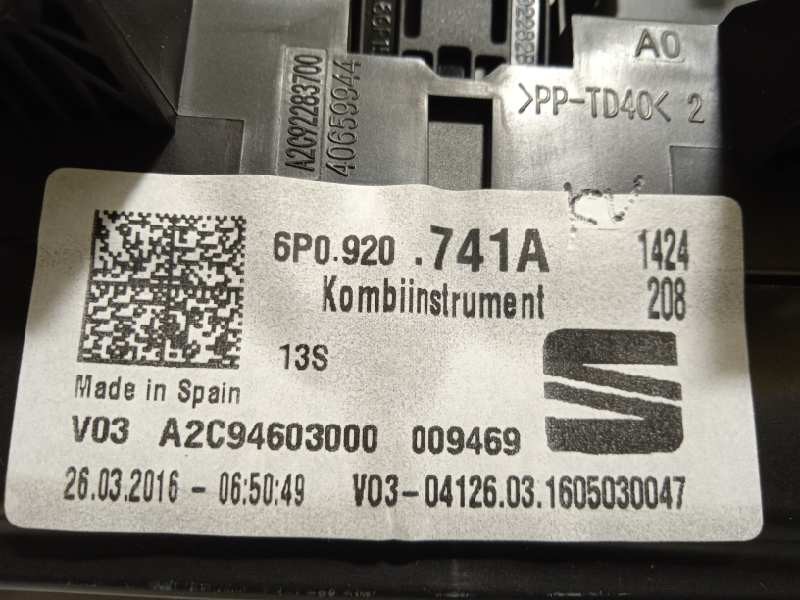 A0
A2C92283700
40659944
>PP-TD40< 2
6P0.920 .741A 1424
Kombiinstrument 208
13S
Made in Spain
V03 A2C94603000 009469
26.03.2016 - 06:50:49 V03-04126.03.1605030047